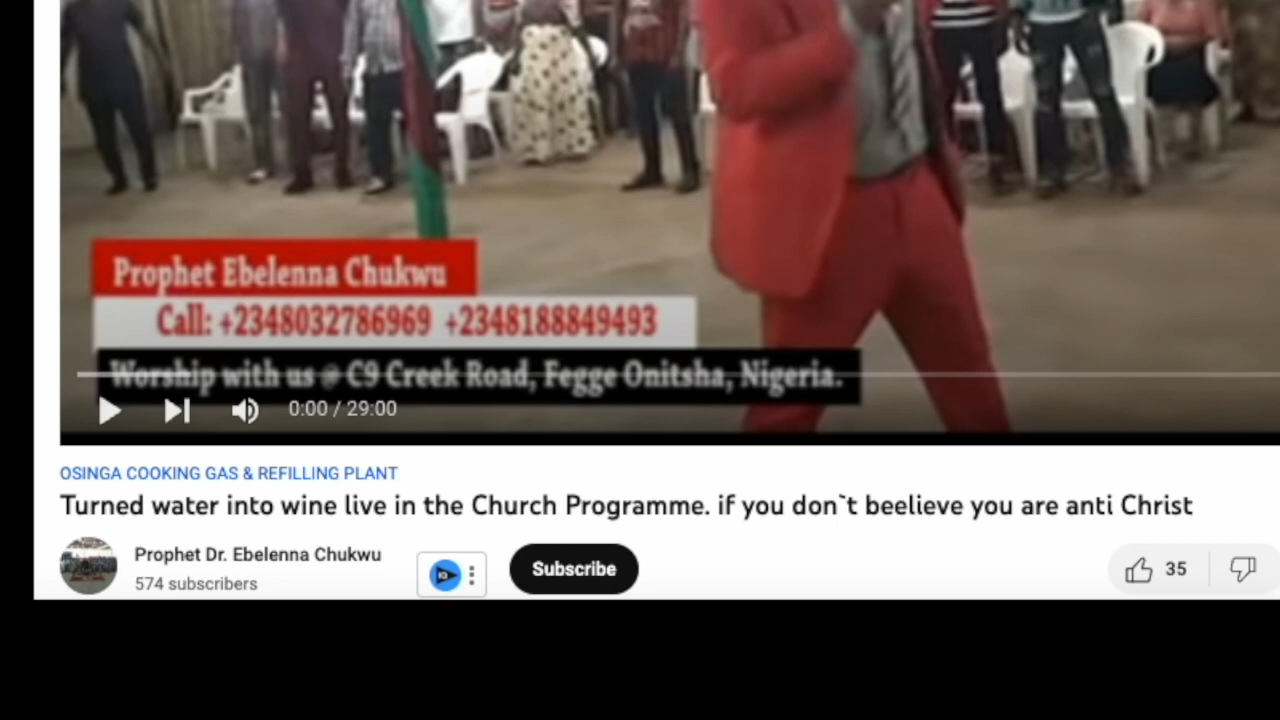 Prophet Ebelenna Chukwu
Call: +2348032786969 +2348188849493
Worship with us @ C9 Creek Road, Fegge Onitsha, Nigeria.
0:00 / 29:00
OSINGA COOKING GAS & REFILLING PLANT
Turned water into wine live in the Church Programme. if you don`t beelieve you are anti Christ
Prophet Dr. Ebelenna Chukwu
574 subscribers
Subscribe
35